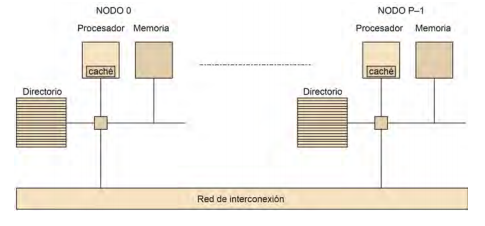 NODO 0
NODO P–1
Procesador Memoria
Procesador Memoria
caché
caché
Directorio
Directorio
Red de interconexión